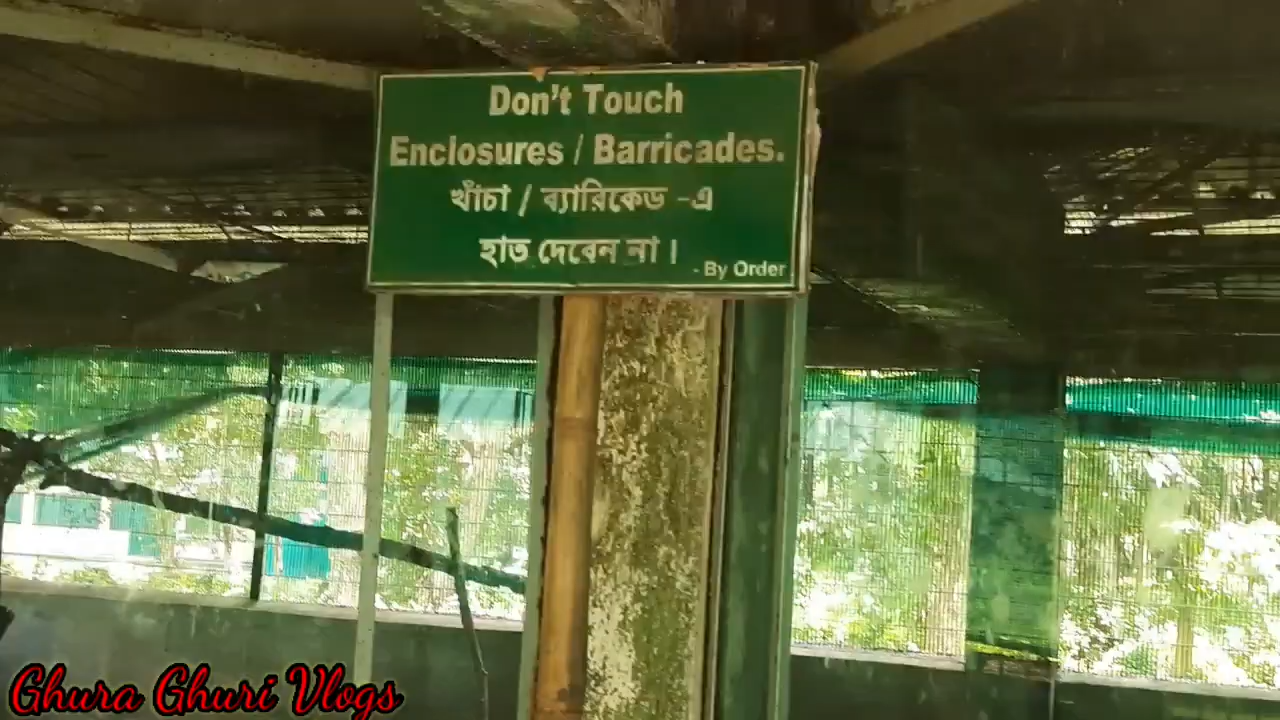 Don't Touch
Enclosures / Barricades.
খাঁচা / ব্যারিকেড -এ
হাত দেবেন না।
- By Order
Ghura Ghuri Vlogs